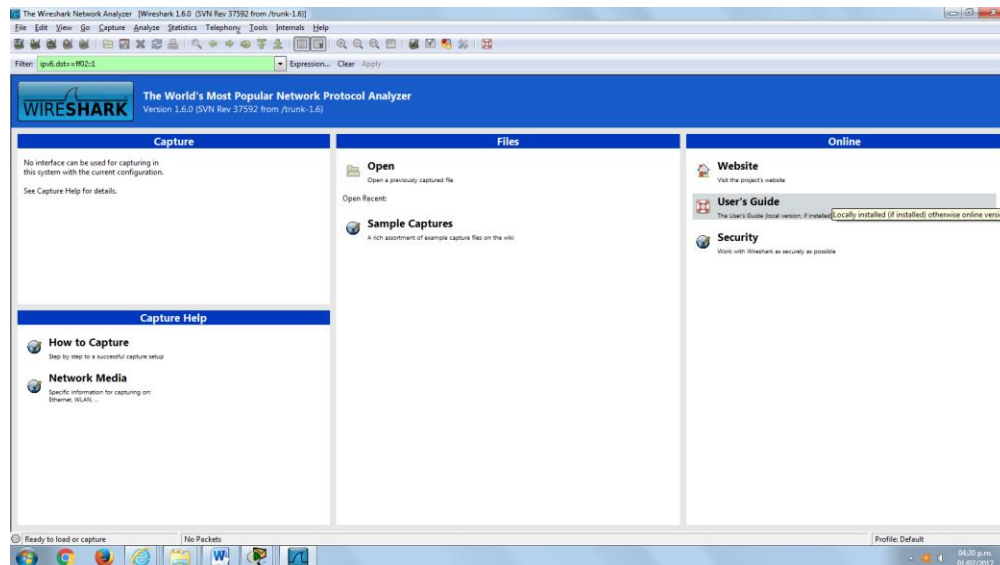 The Wireshark Network Analyzer [Wireshark 1.6.0 (SVN Rev 37592 from /trunk-1.6)]
File Edit View Go Capture Analyze Statistics Telephony Tools Internals Help
Filter: ipv6.dst==ff02::1 Expression... Clear Apply
WIRESHARK
The World's Most Popular Network Protocol Analyzer
Version 1.6.0 (SVN Rev 37592 from /trunk-1.6)
Capture
No interface can be used for capturing in
this system with the current configuration.
See Capture Help for details.
Capture Help
How to Capture
Step by step to a successful capture setup
Network Media
Specific information for capturing on:
Ethernet, WLAN, ...
Files
Open
Open a previously captured file
Open Recent:
Sample Captures
A rich assortment of example capture files on the wiki
Online
Website
Visit the project's website
User's Guide
The User's Guide (local version, if installed)
Locally installed (if installed) otherwise online versi
Security
Work with Wireshark as securely as possible
Ready to load or capture
No Packets
Profile: Default
W
04:20 p.m.
01/02/2017